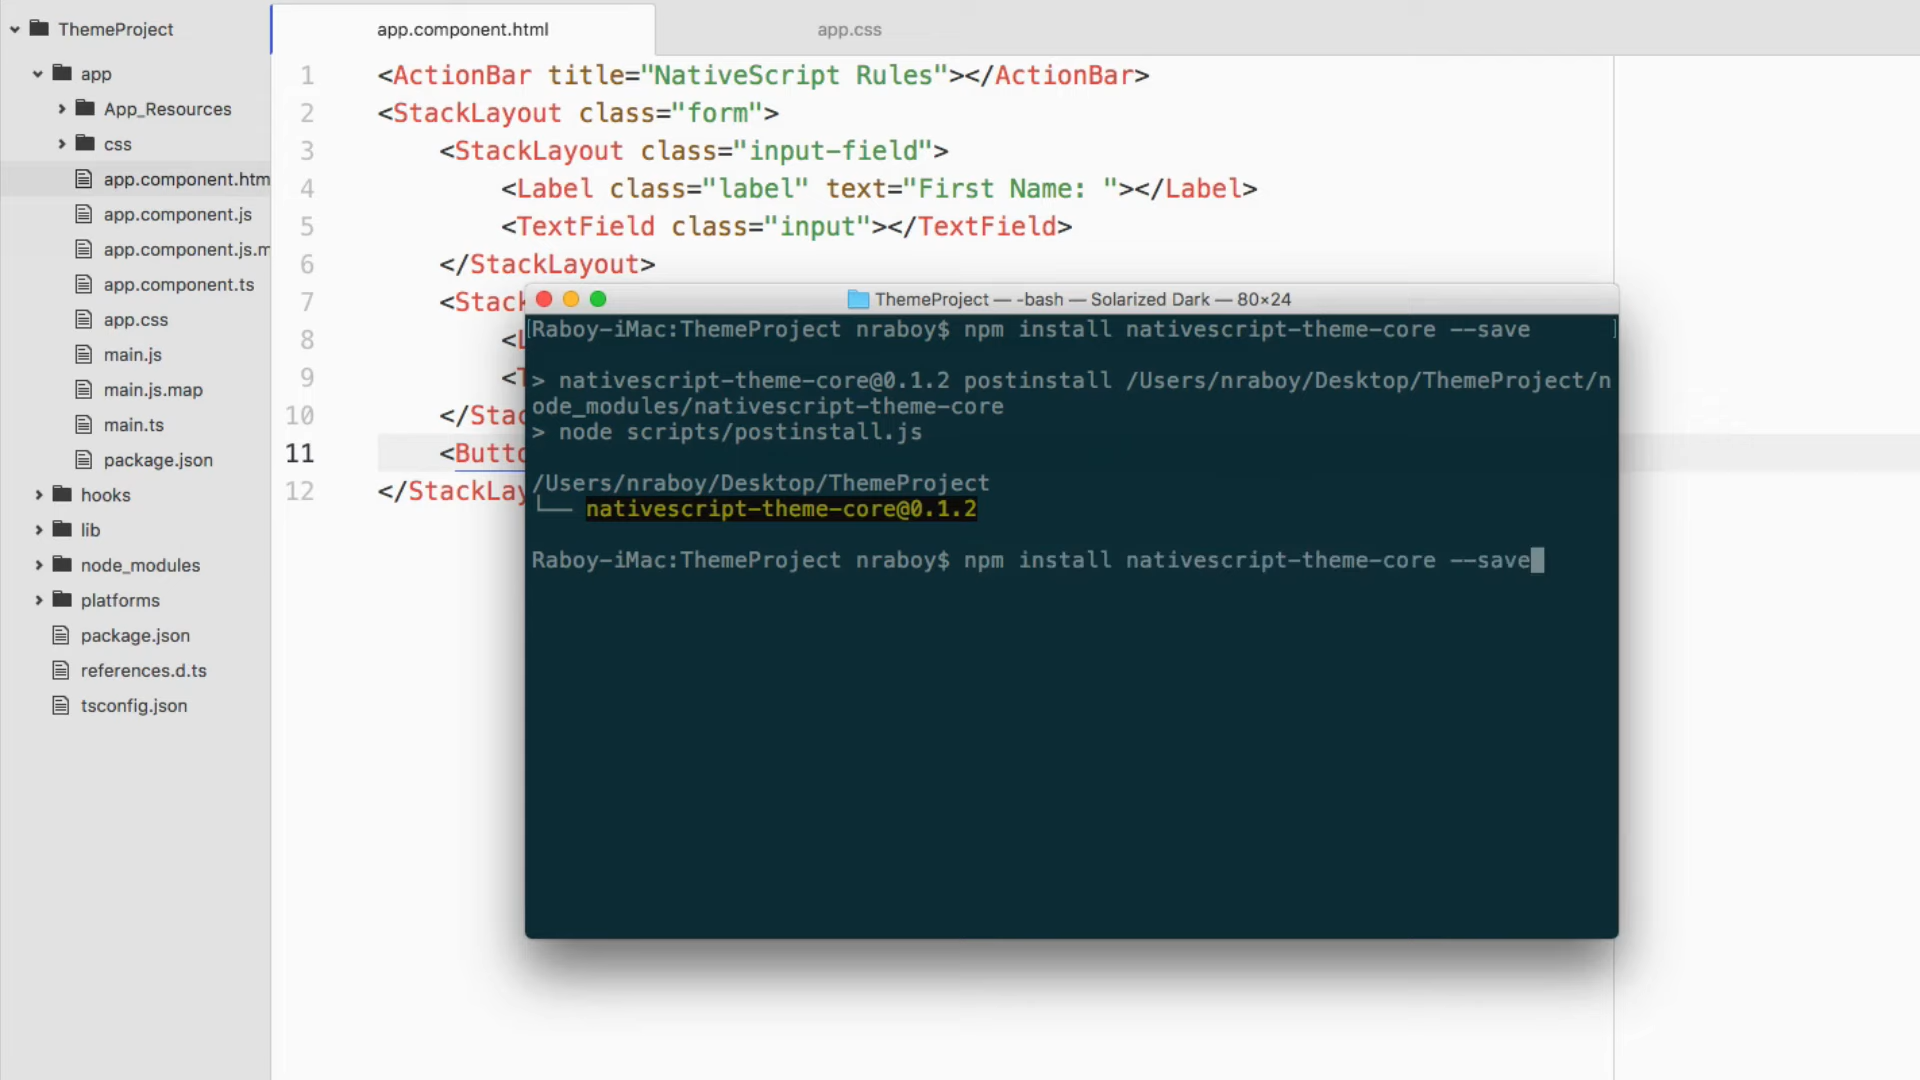 ThemeProject
app
App_Resources
css
app.component.htm
app.component.js
app.component.js.m
app.component.ts
app.css
main.js
main.js.map
main.ts
package.json
hooks
lib
node_modules
platforms
package.json
references.d.ts
tsconfig.json
app.component.html
app.css
1 <ActionBar title="NativeScript Rules"></ActionBar>
2 <StackLayout class="form">
3 <StackLayout class="input-field">
4 <Label class="label" text="First Name: "></Label>
5 <TextField class="input"></TextField>
6 </StackLayout>
7 <Stack
8 <L
9 <T
10 </Stac
11 <Butto
12 </StackLay
ThemeProject — -bash — Solarized Dark — 80×24
[Raboy-iMac:ThemeProject nraboy$ npm install nativescript-theme-core --save ]
> nativescript-theme-core@0.1.2 postinstall /Users/nraboy/Desktop/ThemeProject/n
ode_modules/nativescript-theme-core
> node scripts/postinstall.js
/Users/nraboy/Desktop/ThemeProject
└── nativescript-theme-core@0.1.2
Raboy-iMac:ThemeProject nraboy$ npm install nativescript-theme-core --save